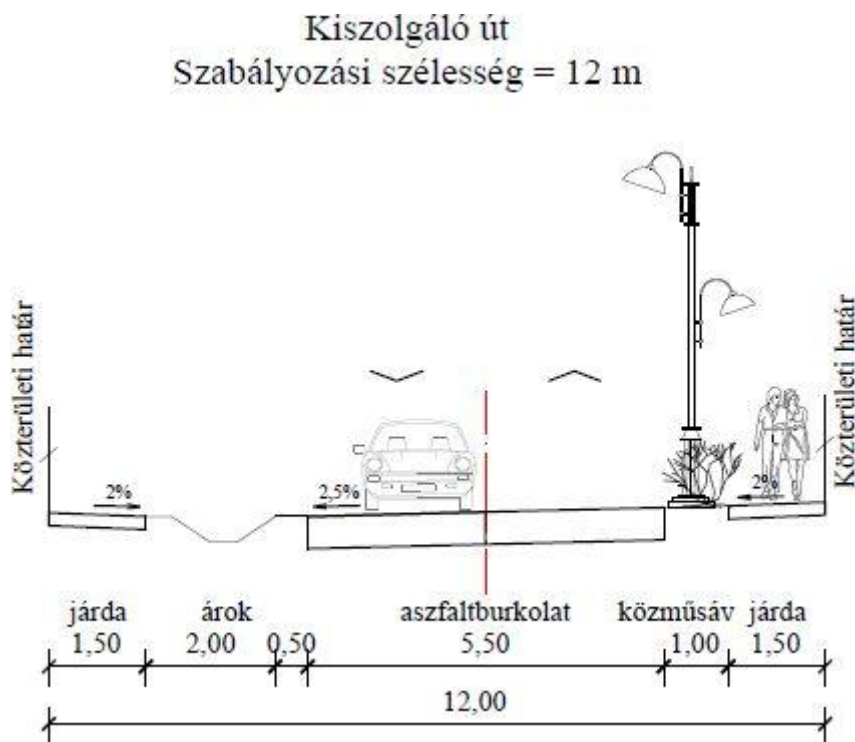 Kiszolgáló út
Szabályozási szélesség = 12 m
Közterületi határ
Közterületi határ
2%
2,5%
2%
járda árok aszfaltburkolat közműsáv járda
1,50 2,00 0,50 5,50 1,00 1,50
12,00